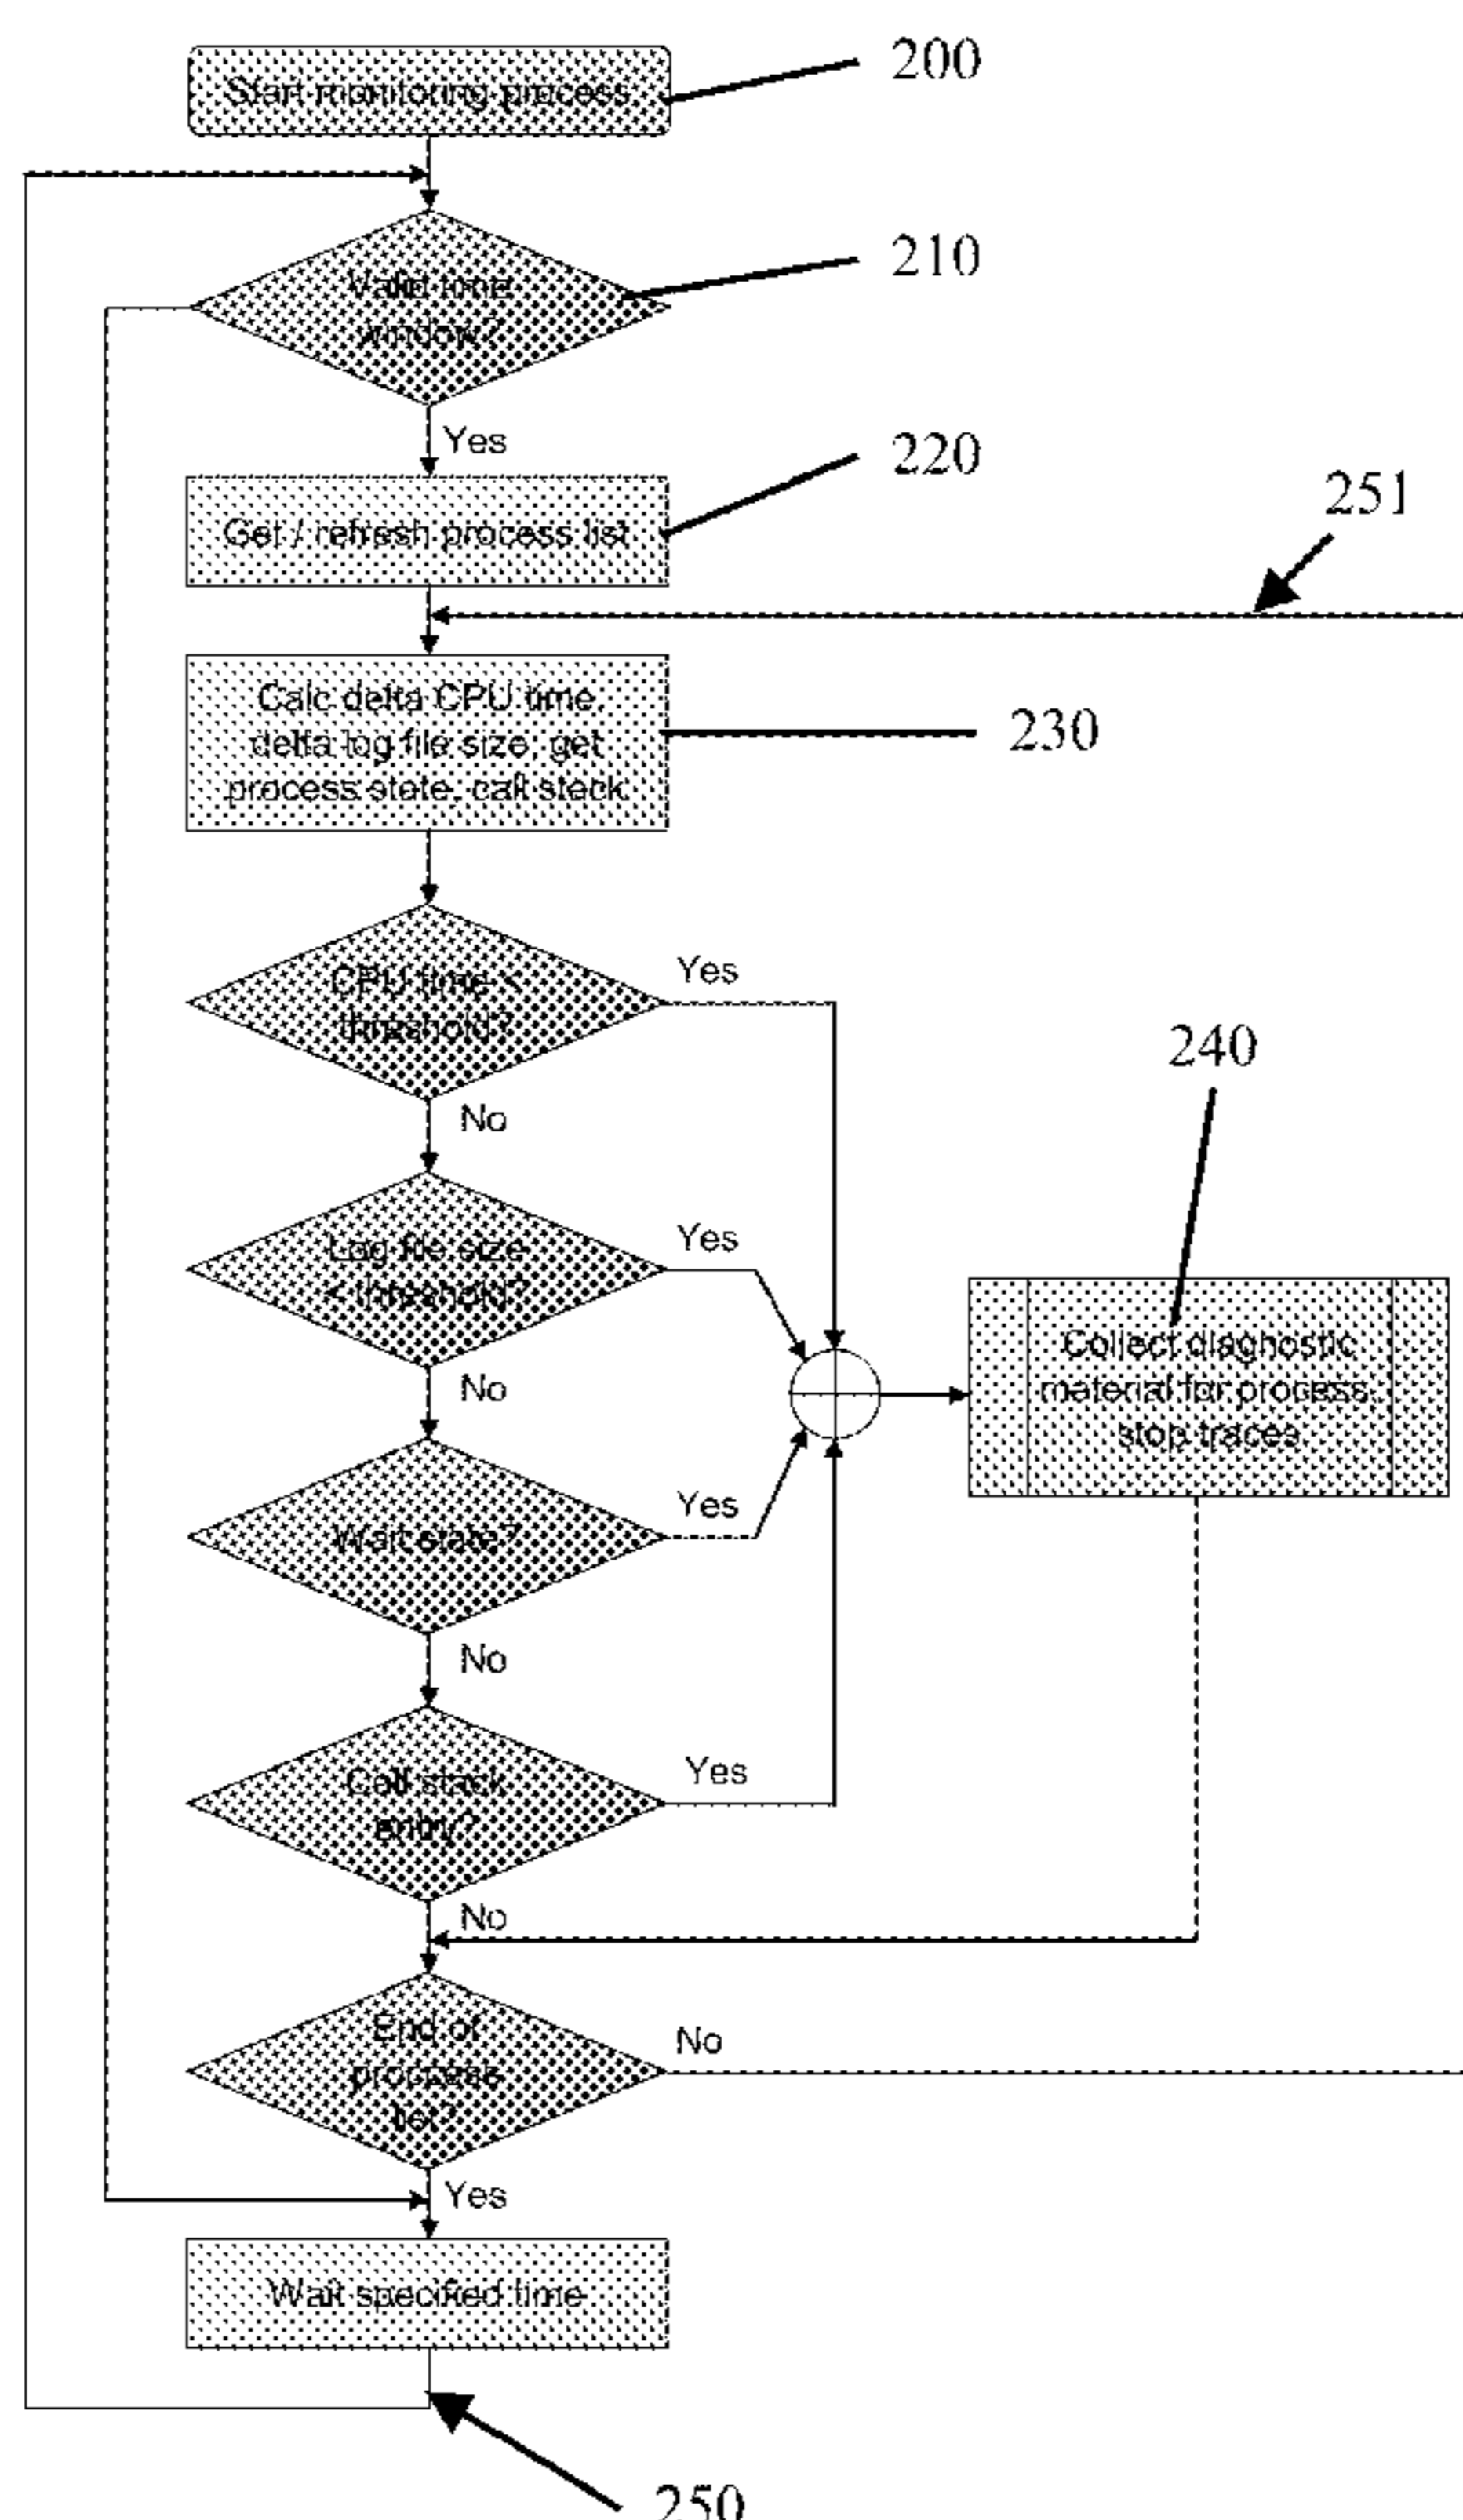 Start monitoring process
200
Valid time
window?
210
Yes
Get / refresh process list
220
251
Calc delta CPU time,
delta log file size, get
process state, call stack
230
CPU time <
threshold?
Yes
No
240
Log file size
< threshold?
Yes
No
Collect diagnostic
material for process,
stop traces
Wait state?
Yes
No
Call stack
entry?
Yes
No
End of
process
list?
No
Yes
Wait specified time
250